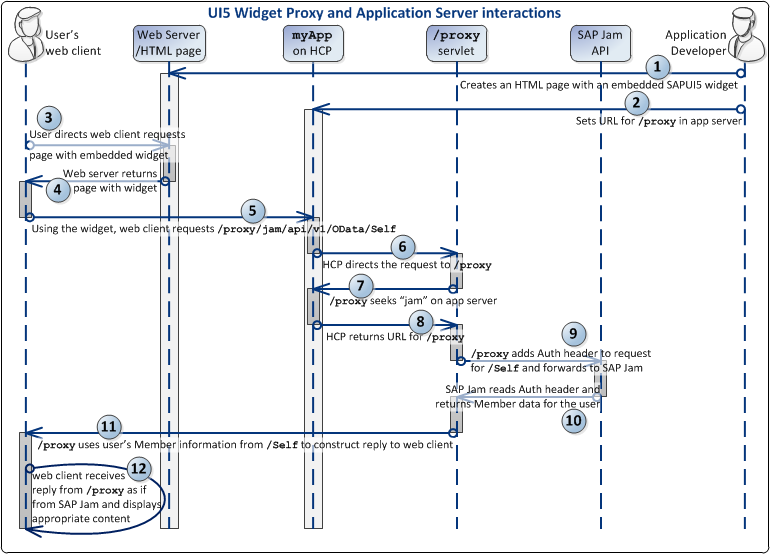 UI5 Widget Proxy and Application Server interactions
User's
web client
Web Server
/HTML page
myApp
on HCP
/proxy
servlet
SAP Jam
API
Application
Developer
1
Creates an HTML page with an embedded SAPUI5 widget
2
Sets URL for /proxy in app server
3
User directs web client requests
page with embedded widget
Web server returns
page with widget
4
5
Using the widget, web client requests /proxy/jam/api/v1/OData/Self
6
HCP directs the request to /proxy
7
/proxy seeks “jam” on app server
8
HCP returns URL for /proxy
9
/proxy adds Auth header to request
for /Self and forwards to SAP Jam
SAP Jam reads Auth header and
returns Member data for the user
10
11
/proxy uses user's Member information from /Self to construct reply to web client
12
web client receives
reply from /proxy as if
from SAP Jam and displays
appropriate content